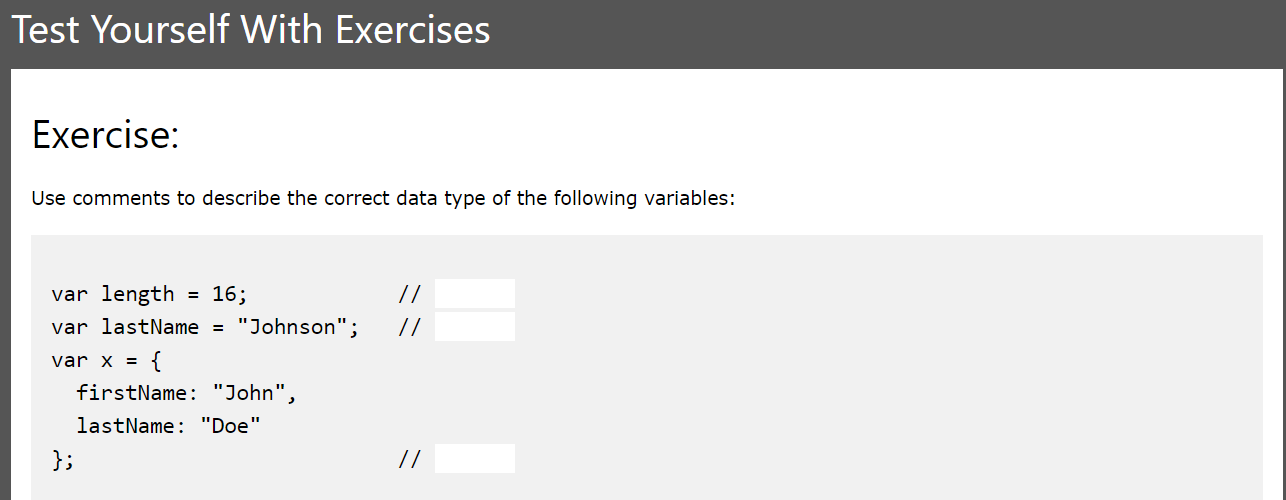 Test Yourself With Exercises
Exercise:
Use comments to describe the correct data type of the following variables:
var length = 16; //
var lastName = "Johnson"; //
var x = {
firstName: "John",
lastName: "Doe"
}; //